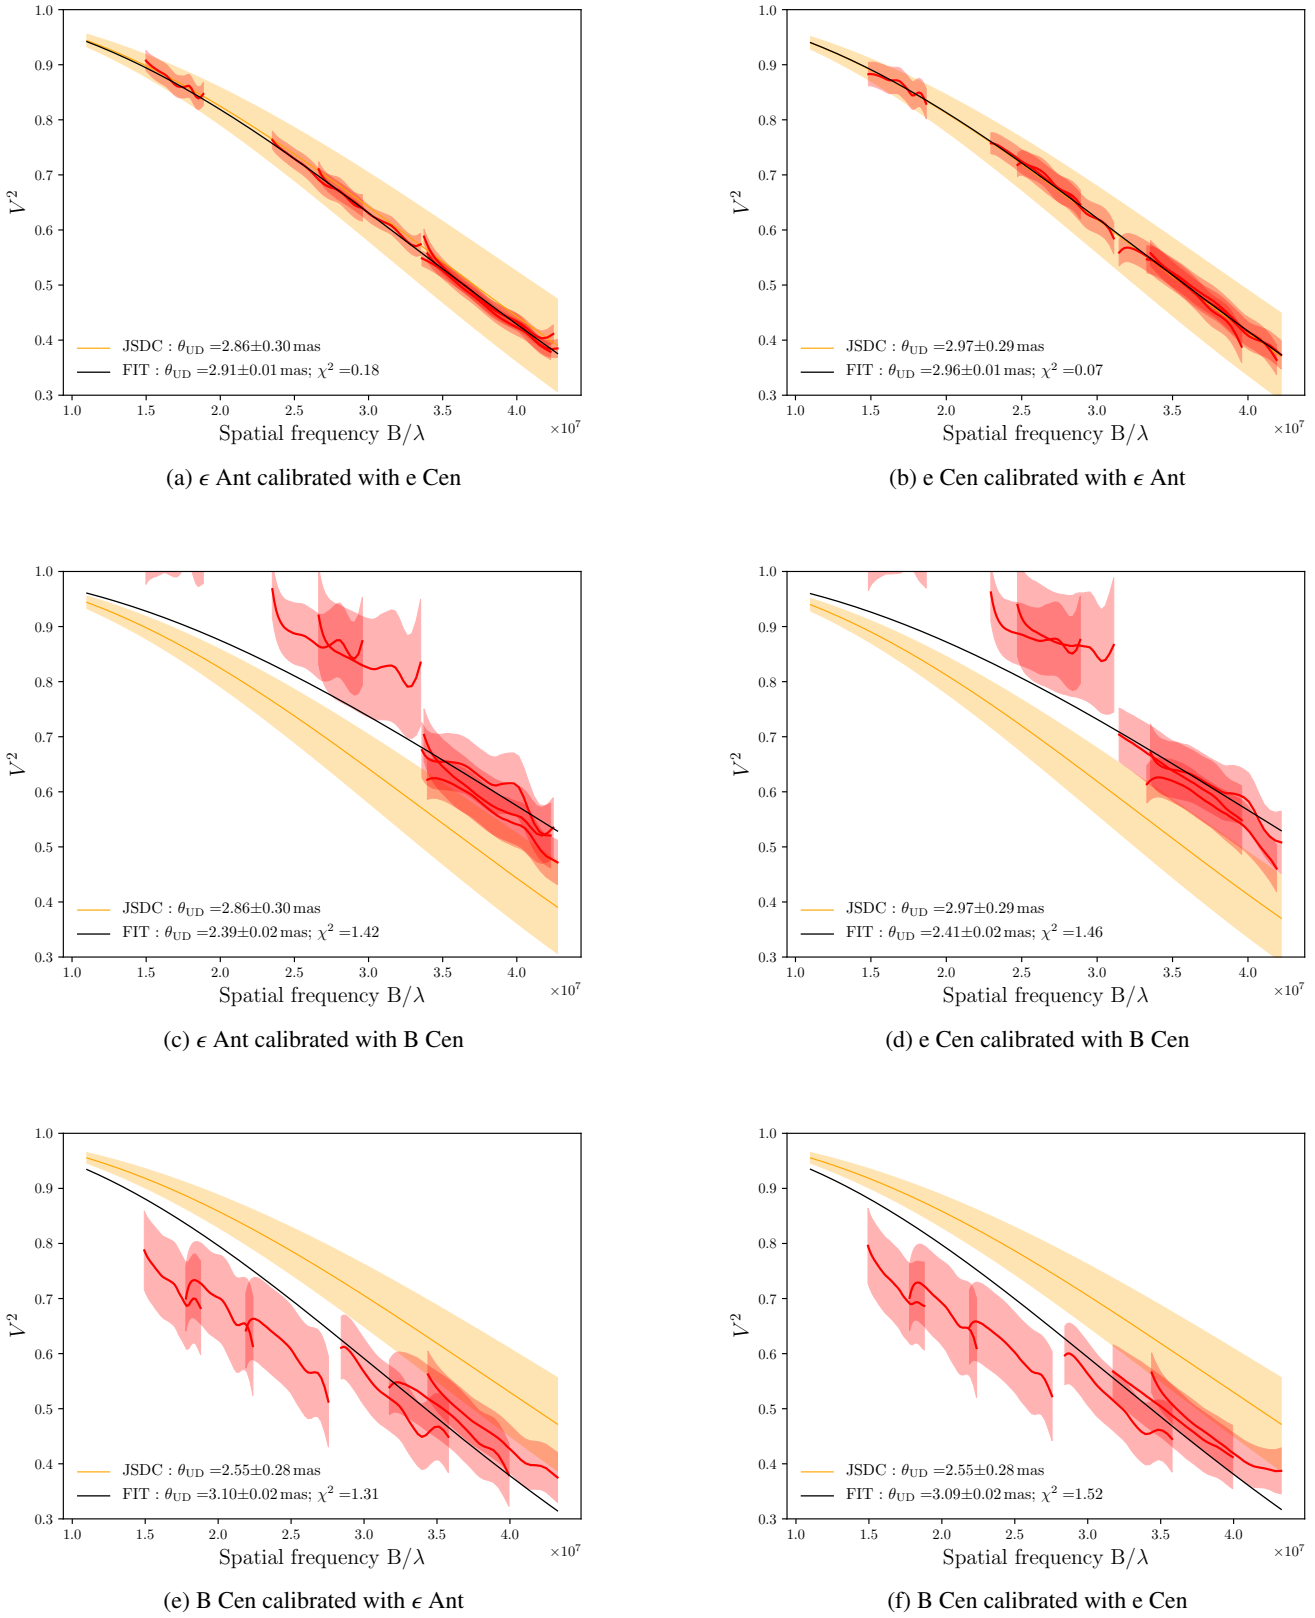 1.0
0.9
0.8
0.7
0.6
0.5
0.4
0.3
V²
JSDC : θ_UD =2.86±0.30 mas
FIT : θ_UD =2.91±0.01 mas; χ² =0.18
1.0 1.5 2.0 2.5 3.0 3.5 4.0
×10⁷
Spatial frequency B/λ
(a) ϵ Ant calibrated with e Cen
1.0
0.9
0.8
0.7
0.6
0.5
0.4
0.3
V²
JSDC : θ_UD =2.97±0.29 mas
FIT : θ_UD =2.96±0.01 mas; χ² =0.07
1.0 1.5 2.0 2.5 3.0 3.5 4.0
×10⁷
Spatial frequency B/λ
(b) e Cen calibrated with ϵ Ant
1.0
0.9
0.8
0.7
0.6
0.5
0.4
0.3
V²
JSDC : θ_UD =2.86±0.30 mas
FIT : θ_UD =2.39±0.02 mas; χ² =1.42
1.0 1.5 2.0 2.5 3.0 3.5 4.0
×10⁷
Spatial frequency B/λ
(c) ϵ Ant calibrated with B Cen
1.0
0.9
0.8
0.7
0.6
0.5
0.4
0.3
V²
JSDC : θ_UD =2.97±0.29 mas
FIT : θ_UD =2.41±0.02 mas; χ² =1.46
1.0 1.5 2.0 2.5 3.0 3.5 4.0
×10⁷
Spatial frequency B/λ
(d) e Cen calibrated with B Cen
1.0
0.9
0.8
0.7
0.6
0.5
0.4
0.3
V²
JSDC : θ_UD =2.55±0.28 mas
FIT : θ_UD =3.10±0.02 mas; χ² =1.31
1.0 1.5 2.0 2.5 3.0 3.5 4.0
×10⁷
Spatial frequency B/λ
(e) B Cen calibrated with ϵ Ant
1.0
0.9
0.8
0.7
0.6
0.5
0.4
0.3
V²
JSDC : θ_UD =2.55±0.28 mas
FIT : θ_UD =3.09±0.02 mas; χ² =1.52
1.0 1.5 2.0 2.5 3.0 3.5 4.0
×10⁷
Spatial frequency B/λ
(f) B Cen calibrated with e Cen